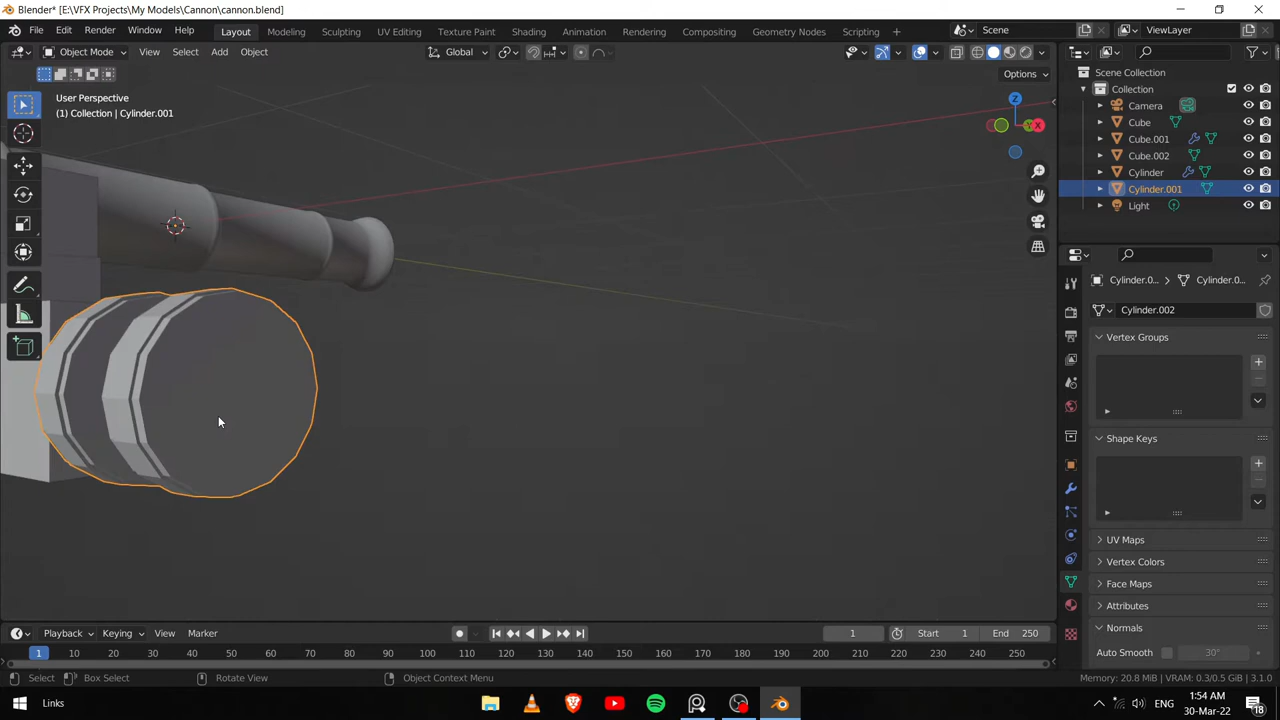 Blender* [E:\VFX Projects\My Models\Cannon\cannon.blend]
File Edit Render Window Help Layout Modeling Sculpting UV Editing Texture Paint Shading Animation Rendering Compositing Geometry Nodes Scripting + Scene ViewLayer
Object Mode View Select Add Object Global
Options
User Perspective
(1) Collection | Cylinder.001
Z
X
Scene Collection
Collection
Camera
Cube
Cube.001
Cube.002
Cylinder
Cylinder.001
Light
Cylinder.0... > Cylinder.0...
Cylinder.002
Vertex Groups
Shape Keys
UV Maps
Vertex Colors
Face Maps
Attributes
Normals
Auto Smooth 30°
Playback Keying View Marker 1 Start 1 End 250
1 10 20 30 40 50 60 70 80 90 100 110 120 130 140 150 160 170 180 190 200 210 220 230 240 250
Select Box Select Rotate View Object Context Menu Memory: 20.8 MiB | VRAM: 0.3/6.0 GiB | 3.1.0
Links ENG 1:54 AM
30-Mar-22